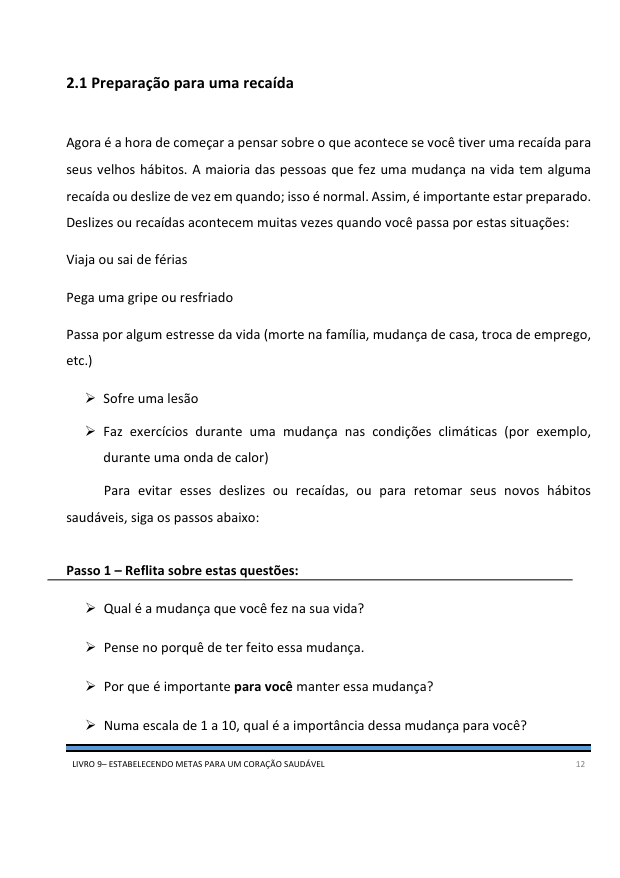 2.1 Preparação para uma recaída
Agora é a hora de começar a pensar sobre o que acontece se você tiver uma recaída para
seus velhos hábitos. A maioria das pessoas que fez uma mudança na vida tem alguma
recaída ou deslize de vez em quando; isso é normal. Assim, é importante estar preparado.
Deslizes ou recaídas acontecem muitas vezes quando você passa por estas situações:
Viaja ou sai de férias
Pega uma gripe ou resfriado
Passa por algum estresse da vida (morte na família, mudança de casa, troca de emprego,
etc.)
➢ Sofre uma lesão
➢ Faz exercícios durante uma mudança nas condições climáticas (por exemplo,
durante uma onda de calor)
Para evitar esses deslizes ou recaídas, ou para retomar seus novos hábitos
saudáveis, siga os passos abaixo:
Passo 1 – Reflita sobre estas questões:
➢ Qual é a mudança que você fez na sua vida?
➢ Pense no porquê de ter feito essa mudança.
➢ Por que é importante para você manter essa mudança?
➢ Numa escala de 1 a 10, qual é a importância dessa mudança para você?
LIVRO 9– ESTABELECENDO METAS PARA UM CORAÇÃO SAUDÁVEL 12